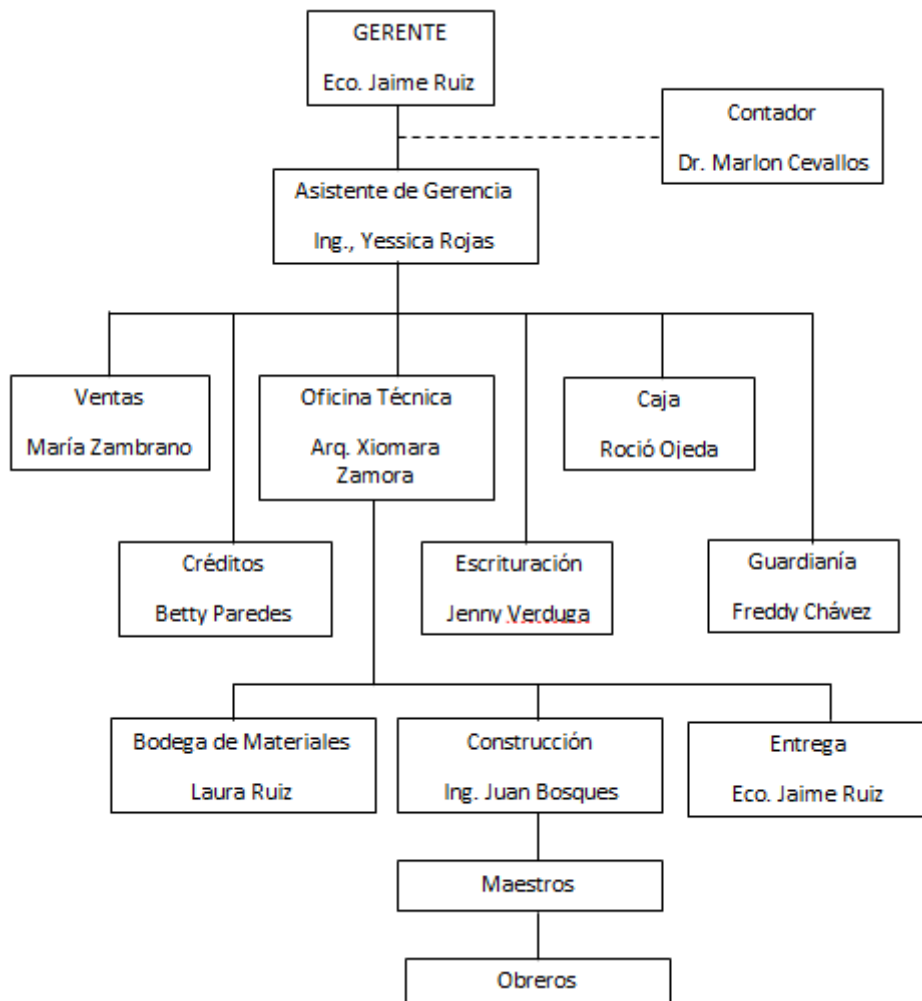 GERENTE
Eco. Jaime Ruiz
Contador
Dr. Marlon Cevallos
Asistente de Gerencia
Ing., Yessica Rojas
Ventas
María Zambrano
Oficina Técnica
Arq. Xiomara
Zamora
Caja
Roció Ojeda
Créditos
Betty Paredes
Escrituración
Jenny Verduga
Guardianía
Freddy Chávez
Bodega de Materiales
Laura Ruiz
Construcción
Ing. Juan Bosques
Entrega
Eco. Jaime Ruiz
Maestros
Obreros